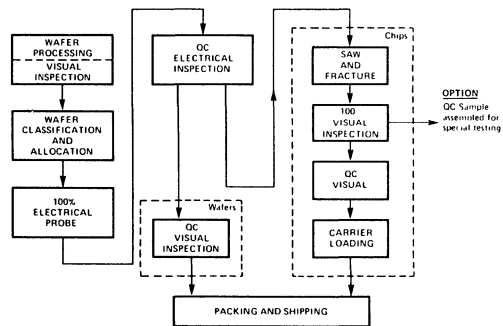 WAFER
PROCESSING
VISUAL
INSPECTION
WAFER
CLASSIFICATION
AND
ALLOCATION
100%
ELECTRICAL
PROBE
QC
ELECTRICAL
INSPECTION
Wafers
QC
VISUAL
INSPECTION
Chips
SAW
AND
FRACTURE
100
VISUAL
INSPECTION
QC
VISUAL
CARRIER
LOADING
OPTION
QC Sample
assembled for
special testing
PACKING AND SHIPPING